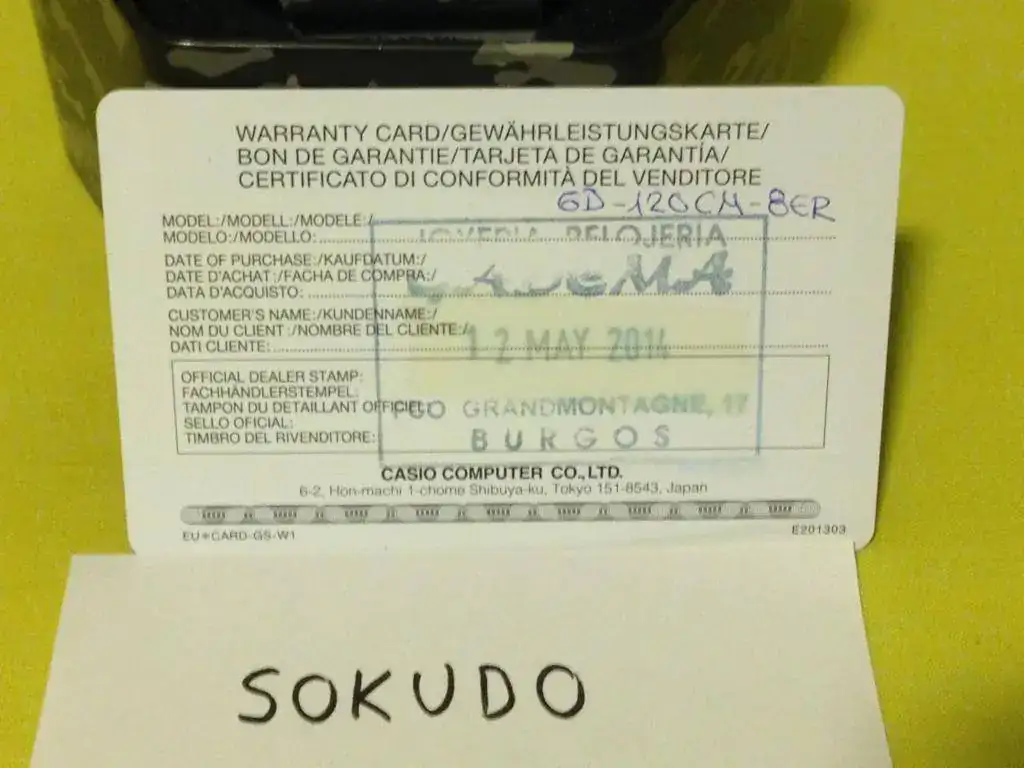 WARRANTY CARD/GEWÄHRLEISTUNGSKARTE/
BON DE GARANTIE/TARJETA DE GARANTÍA/
CERTIFICATO DI CONFORMITÀ DEL VENDITORE
GD-120CM-8ER
MODEL:/MODELL:/MODELE:/
MODELO:/MODELLO:
JOYERIA RELOJERIA
DATE OF PURCHASE:/KAUFDATUM:/
DATE D'ACHAT:/FACHA DE COMPRA:/
DATA D'ACQUISTO:
CUSTOMER'S NAME:/KUNDENNAME:/
NOM DU CLIENT:/NOMBRE DEL CLIENTE:/
DATI CLIENTE:
12 MAY 2014
OFFICIAL DEALER STAMP:
FACHHÄNDLERSTEMPEL:
TAMPON DU DETAILLANT OFFICIEL:
SELLO OFICIAL:
TIMBRO DEL RIVENDITORE:
GRANDMONTAGNE, 17
BURGOS
CASIO COMPUTER CO.,LTD.
6-2, Hon-machi 1-chome Shibuya-ku, Tokyo 151-8543, Japan
EU*CARD-GS-W1
E201303
SOKUDO